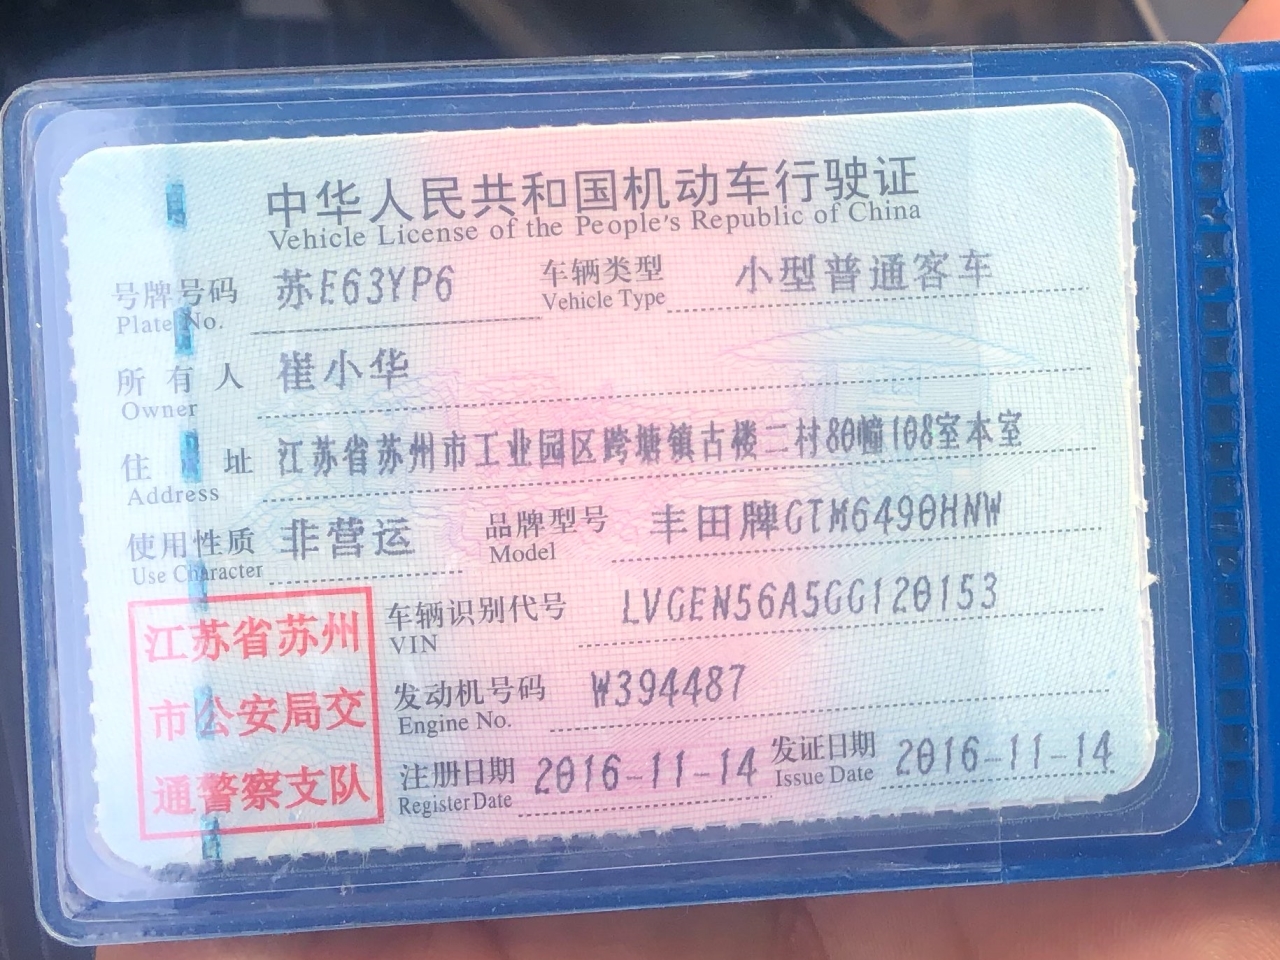 中华人民共和国机动车行驶证
Vehicle License of the People's Republic of China
号牌号码 苏E63YP6 车辆类型 小型普通客车
Plate No. Vehicle Type
所有人 崔小华
Owner
住址 江苏省苏州市工业园区跨塘镇古楼二村80幢108室本室
Address
使用性质 非营运 品牌型号 丰田牌GTM6490HNW
Use Character Model
江苏省苏州
市公安局交
通警察支队
车辆识别代号 LVGEN56A5GG120153
VIN
发动机号码 W394487
Engine No.
注册日期 2016-11-14 发证日期 2016-11-14
Register Date Issue Date